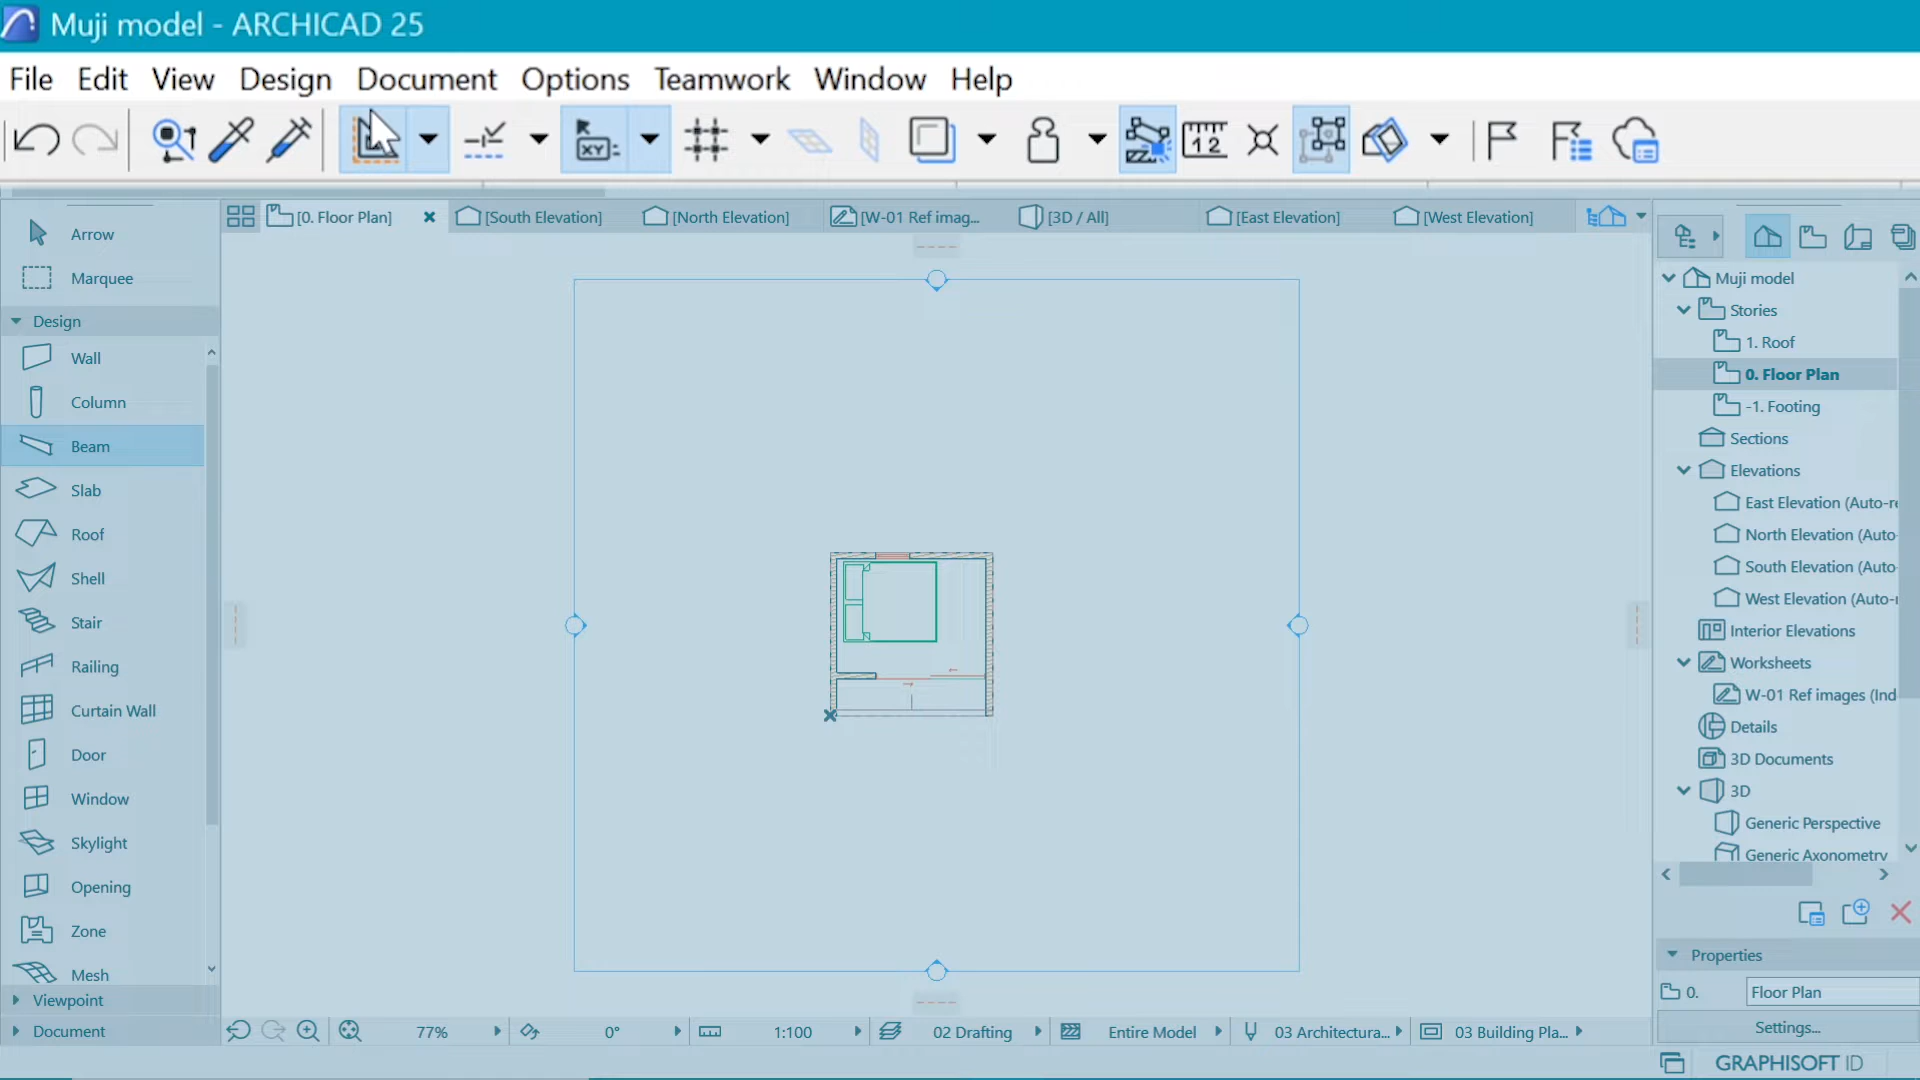 Muji model - ARCHICAD 25
File Edit View Design Document Options Teamwork Window Help
XY:
1 2
[0. Floor Plan] [South Elevation] [North Elevation] [W-01 Ref imag... [3D / All] [East Elevation] [West Elevation]
Arrow
Marquee
Design
Wall
Column
Beam
Slab
Roof
Shell
Stair
Railing
Curtain Wall
Door
Window
Skylight
Opening
Zone
Mesh
Viewpoint
Document
77% 0° 1:100 02 Drafting Entire Model 03 Architectura... 03 Building Pla...
Muji model
Stories
1. Roof
0. Floor Plan
-1. Footing
Sections
Elevations
East Elevation (Auto-re
North Elevation (Auto-
South Elevation (Auto-
West Elevation (Auto-r
Interior Elevations
Worksheets
W-01 Ref images (Ind
Details
3D Documents
3D
Generic Perspective
Generic Axonometry
Properties
0. Floor Plan
Settings...
GRAPHISOFT ID